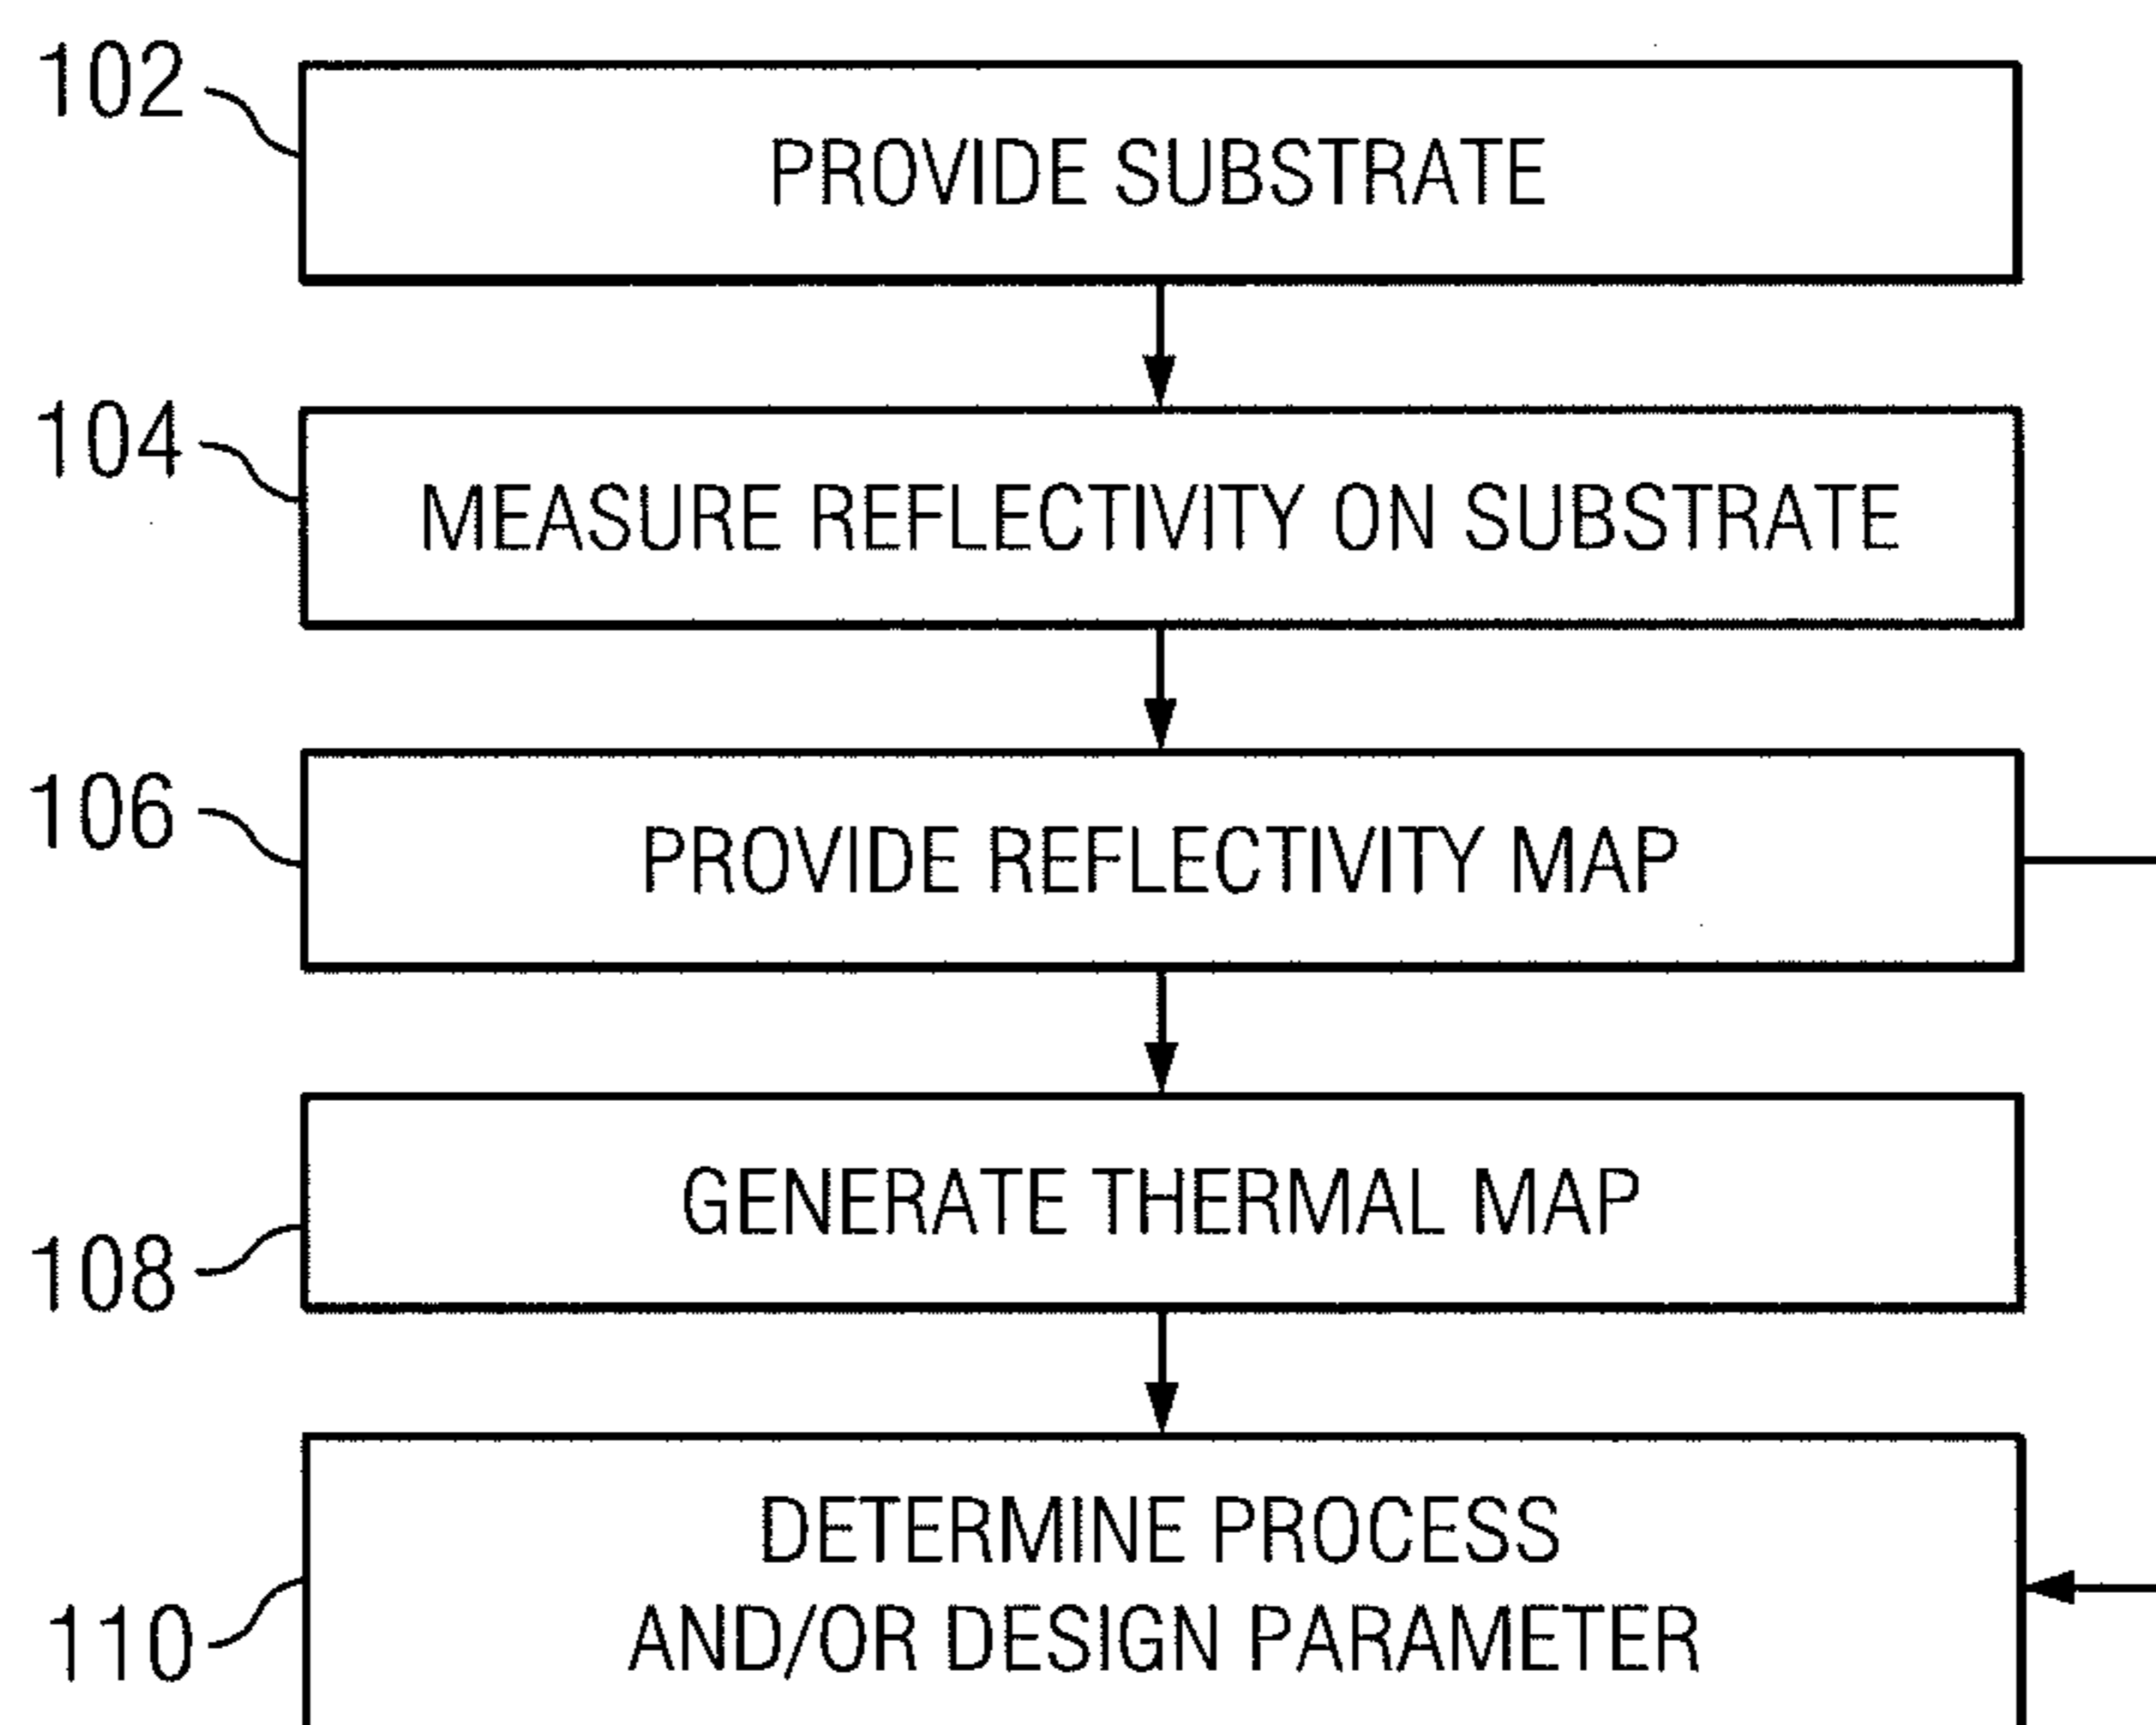 102
PROVIDE SUBSTRATE
104
MEASURE REFLECTIVITY ON SUBSTRATE
106
PROVIDE REFLECTIVITY MAP
108
GENERATE THERMAL MAP
110
DETERMINE PROCESS
AND/OR DESIGN PARAMETER